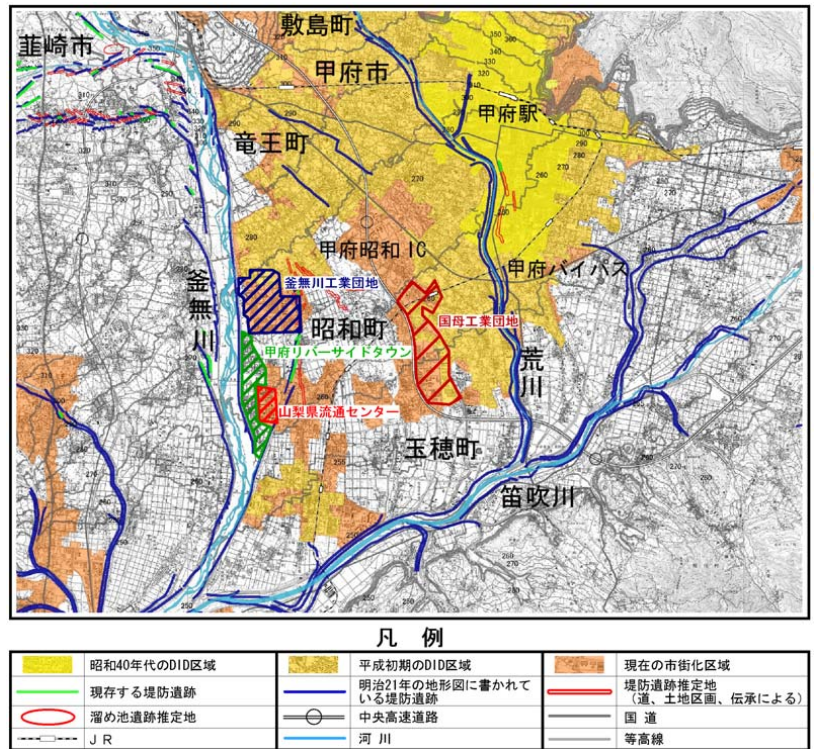 敷島町
韮崎市
甲府市
甲府駅
竜王町
甲府昭和IC
甲府バイパス
釜無川工業団地
釜無川
昭和町
国母工業団地
甲府リバーサイドタウン
荒川
山梨県流通センター
玉穂町
笛吹川
凡例
昭和40年代のDID区域
平成初期のDID区域
現在の市街化区域
現存する堤防遺跡
明治21年の地形図に書かれて
いる堤防遺跡
堤防遺跡推定地
(道、土地区画、伝承による)
溜め池遺跡推定地
中央高速道路
国道
JR
河川
等高線